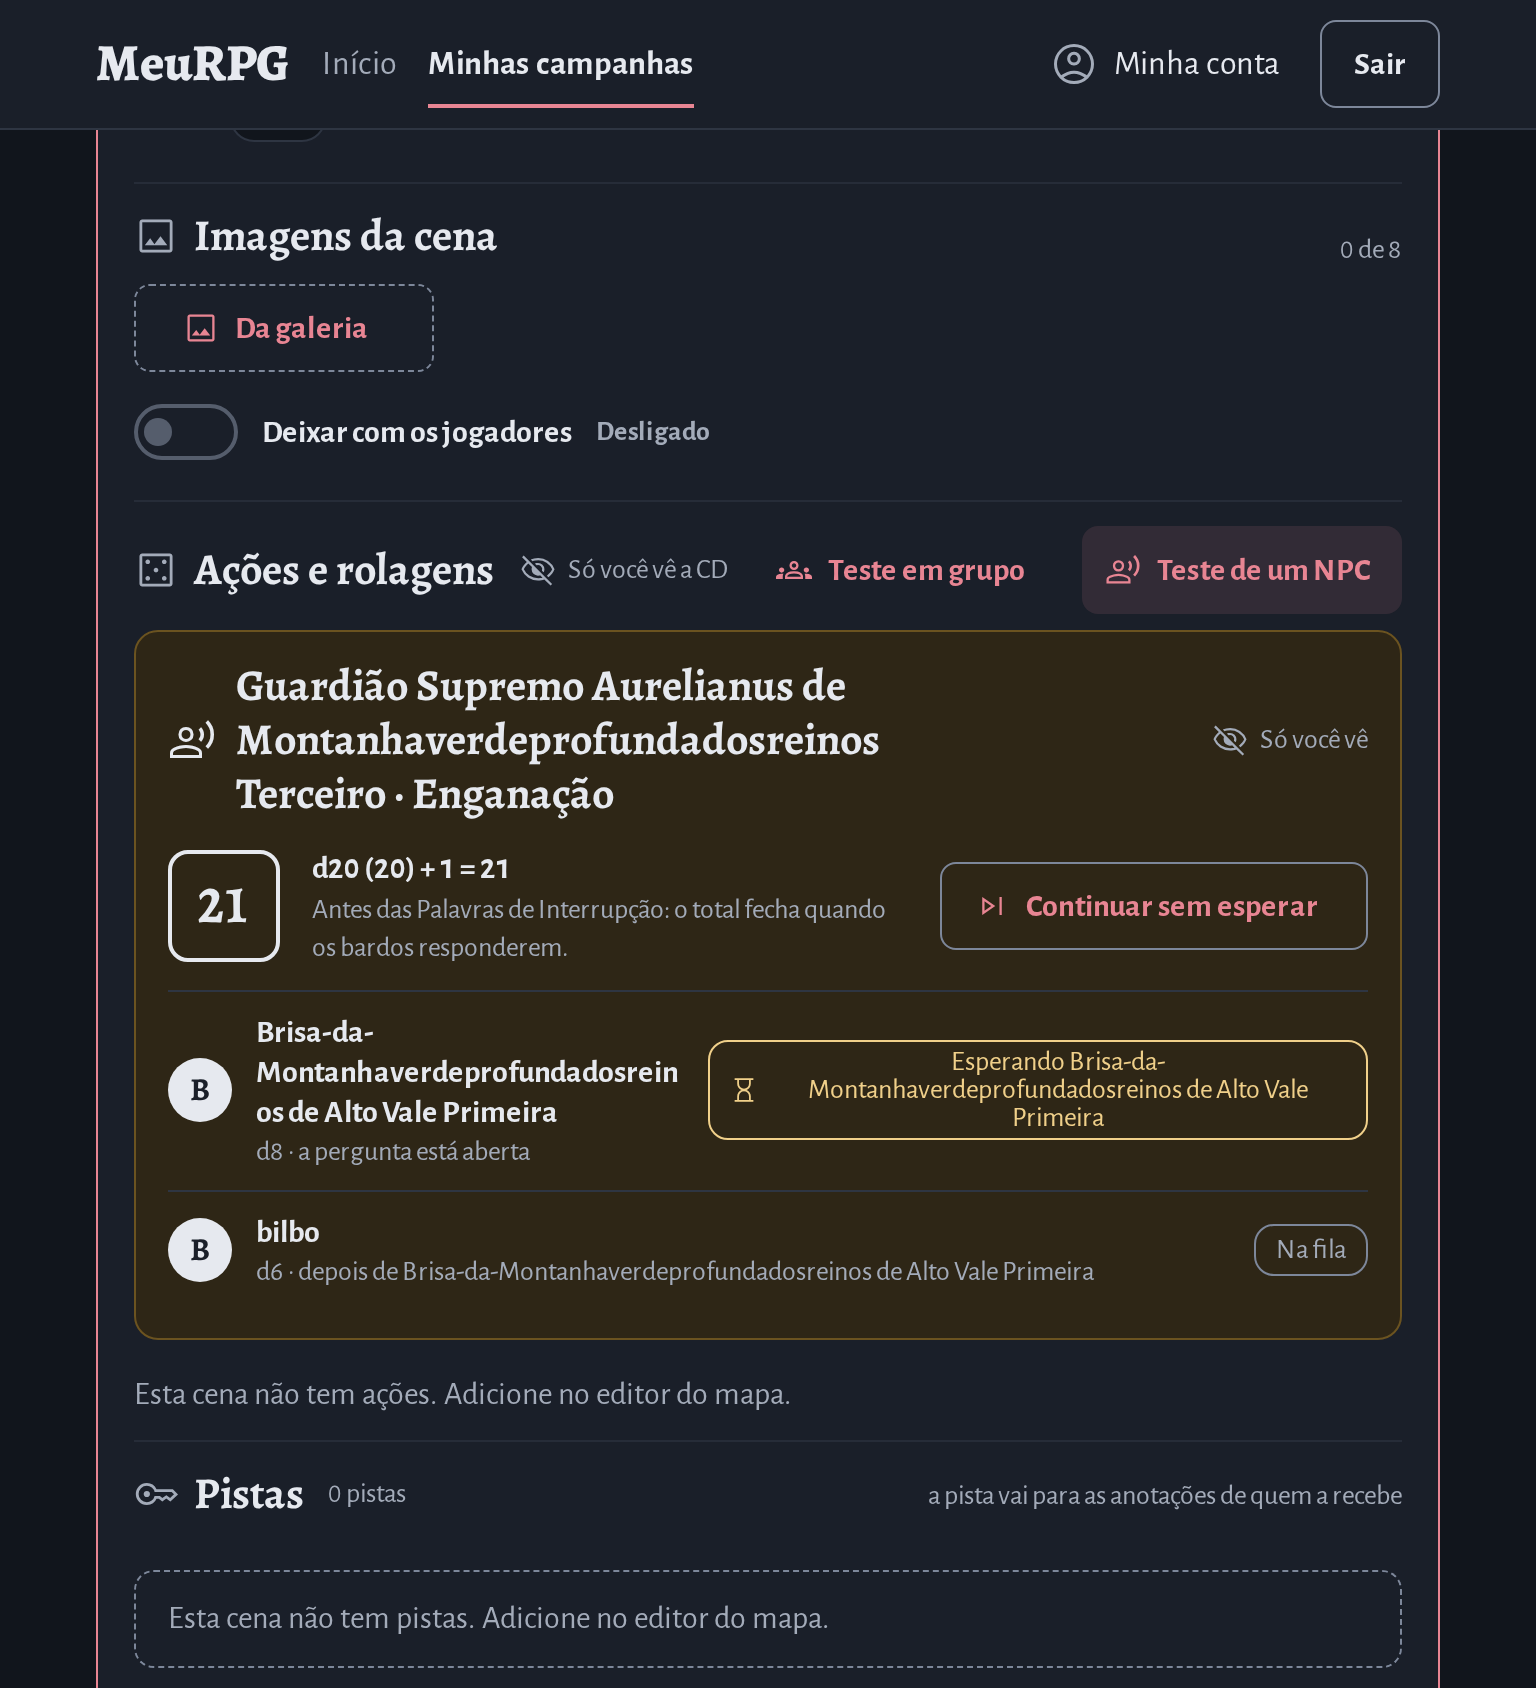 MeuRPG
Início
Minhas campanhas
Minha conta
Sair
Imagens da cena
0 de 8
Da galeria
Deixar com os jogadores
Desligado
Ações e rolagens
Só você vê a CD
Teste em grupo
Teste de um NPC
Guardião Supremo Aurelianus de
Montanhaverdeprofundadosreinos
Terceiro · Enganação
Só você vê
21
d20 (20) + 1 = 21
Antes das Palavras de Interrupção: o total fecha quando
os bardos responderem.
Continuar sem esperar
B
Brisa-da-
Montanhaverdeprofundadosrein
os de Alto Vale Primeira
d8 · a pergunta está aberta
Esperando Brisa-da-
Montanhaverdeprofundadosreinos de Alto Vale
Primeira
B
bilbo
d6 · depois de Brisa-da-Montanhaverdeprofundadosreinos de Alto Vale Primeira
Na fila
Esta cena não tem ações. Adicione no editor do mapa.
Pistas
0 pistas
a pista vai para as anotações de quem a recebe
Esta cena não tem pistas. Adicione no editor do mapa.